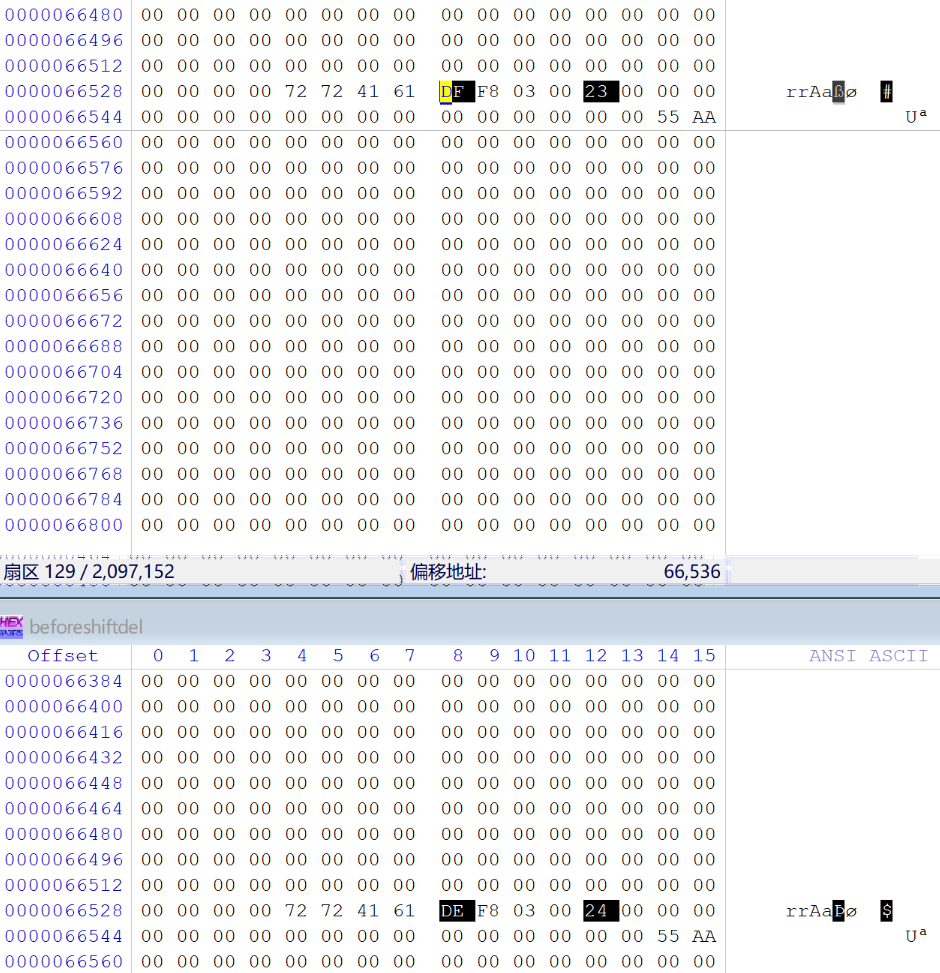 0000066480 00 00 00 00 00 00 00 00 00 00 00 00 00 00 00 00
0000066496 00 00 00 00 00 00 00 00 00 00 00 00 00 00 00 00
0000066512 00 00 00 00 00 00 00 00 00 00 00 00 00 00 00 00
0000066528 00 00 00 00 72 72 41 61 DF F8 03 00 23 00 00 00 rrAaßø #
0000066544 00 00 00 00 00 00 00 00 00 00 00 00 00 00 55 AA Uª
0000066560 00 00 00 00 00 00 00 00 00 00 00 00 00 00 00 00
0000066576 00 00 00 00 00 00 00 00 00 00 00 00 00 00 00 00
0000066592 00 00 00 00 00 00 00 00 00 00 00 00 00 00 00 00
0000066608 00 00 00 00 00 00 00 00 00 00 00 00 00 00 00 00
0000066624 00 00 00 00 00 00 00 00 00 00 00 00 00 00 00 00
0000066640 00 00 00 00 00 00 00 00 00 00 00 00 00 00 00 00
0000066656 00 00 00 00 00 00 00 00 00 00 00 00 00 00 00 00
0000066672 00 00 00 00 00 00 00 00 00 00 00 00 00 00 00 00
0000066688 00 00 00 00 00 00 00 00 00 00 00 00 00 00 00 00
0000066704 00 00 00 00 00 00 00 00 00 00 00 00 00 00 00 00
0000066720 00 00 00 00 00 00 00 00 00 00 00 00 00 00 00 00
0000066736 00 00 00 00 00 00 00 00 00 00 00 00 00 00 00 00
0000066752 00 00 00 00 00 00 00 00 00 00 00 00 00 00 00 00
0000066768 00 00 00 00 00 00 00 00 00 00 00 00 00 00 00 00
0000066784 00 00 00 00 00 00 00 00 00 00 00 00 00 00 00 00
0000066800 00 00 00 00 00 00 00 00 00 00 00 00 00 00 00 00
扇区 129 / 2,097,152 偏移地址: 66,536
HEX beforeshiftdel
Offset 0 1 2 3 4 5 6 7 8 9 10 11 12 13 14 15 ANSI ASCII
0000066384 00 00 00 00 00 00 00 00 00 00 00 00 00 00 00 00
0000066400 00 00 00 00 00 00 00 00 00 00 00 00 00 00 00 00
0000066416 00 00 00 00 00 00 00 00 00 00 00 00 00 00 00 00
0000066432 00 00 00 00 00 00 00 00 00 00 00 00 00 00 00 00
0000066448 00 00 00 00 00 00 00 00 00 00 00 00 00 00 00 00
0000066464 00 00 00 00 00 00 00 00 00 00 00 00 00 00 00 00
0000066480 00 00 00 00 00 00 00 00 00 00 00 00 00 00 00 00
0000066496 00 00 00 00 00 00 00 00 00 00 00 00 00 00 00 00
0000066512 00 00 00 00 00 00 00 00 00 00 00 00 00 00 00 00
0000066528 00 00 00 00 72 72 41 61 DE F8 03 00 24 00 00 00 rrAaÞø $
0000066544 00 00 00 00 00 00 00 00 00 00 00 00 00 00 55 AA Uª
0000066560 00 00 00 00 00 00 00 00 00 00 00 00 00 00 00 00